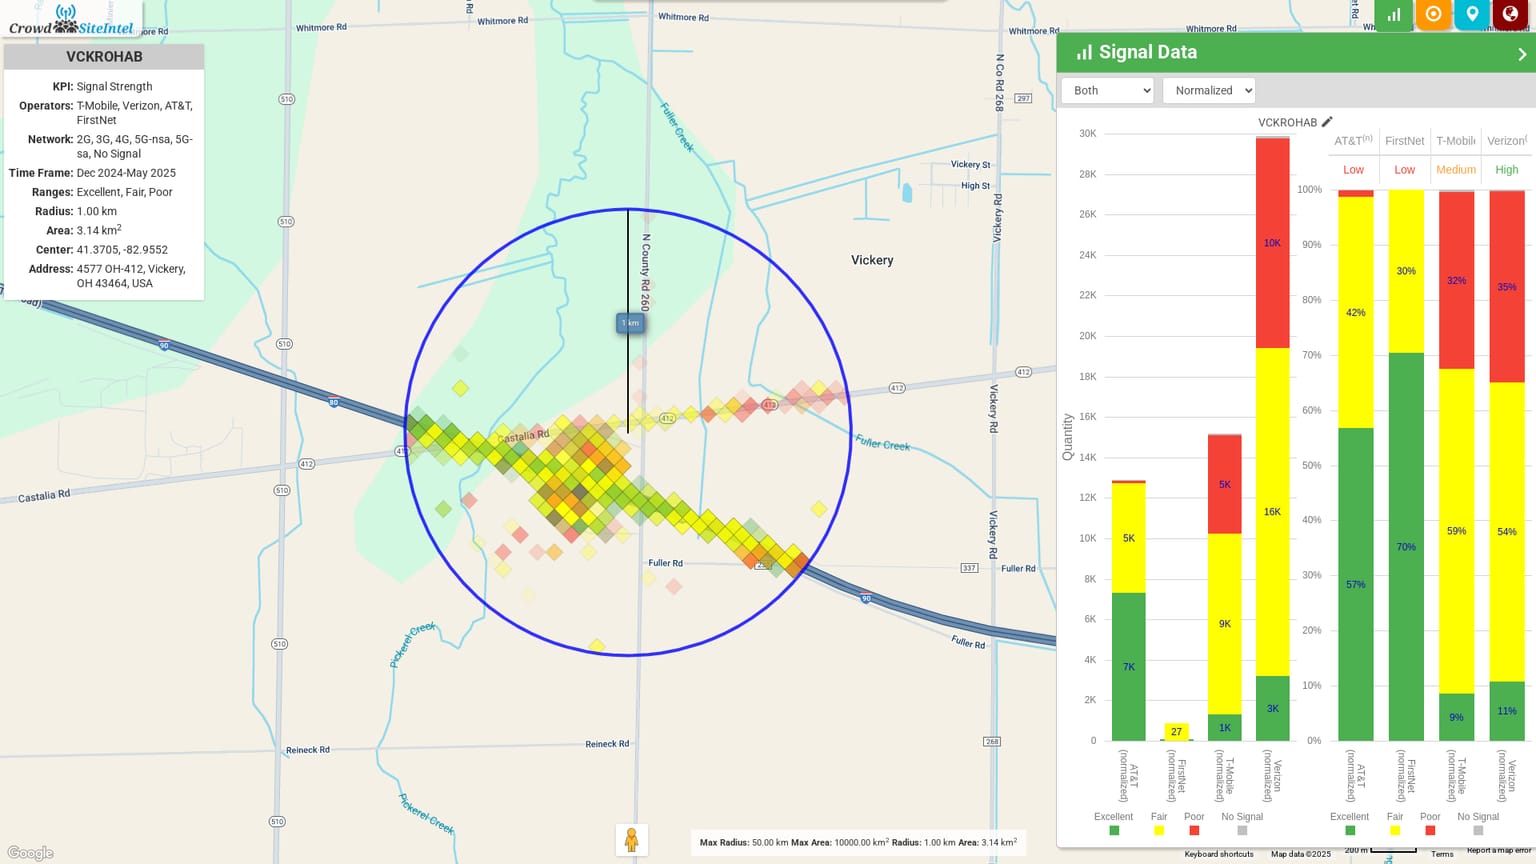 Crowd SiteIntel
VCKROHAB
KPI: Signal Strength
Operators: T-Mobile, Verizon, AT&T,
FirstNet
Network: 2G, 3G, 4G, 5G-nsa, 5G-
sa, No Signal
Time Frame: Dec 2024-May 2025
Ranges: Excellent, Fair, Poor
Radius: 1.00 km
Area: 3.14 km²
Center: 41.3705, -82.9552
Address: 4577 OH-412, Vickery,
OH 43464, USA
Whitmore Rd
Whitmore Rd
Whitmore Rd
Whitmore Rd
Whitmore Rd
510
510
510
510
510
510
N Co Rd 268
297
Fuller Creek
Vickery St
High St
Vickery Rd
Vickery
N County Rd 260
1 km
90
80
412
412
412
412
412
Castalia Rd
Castalia Rd
Fuller Creek
Vickery Rd
Vickery Rd
Fuller Rd
337
Fuller Rd
90
Fuller Rd
Pickerel Creek
Reineck Rd
Reineck Rd
268
Pickerel Creek
Google
Max Radius: 50.00 km Max Area: 10000.00 km² Radius: 1.00 km Area: 3.14 km²
Signal Data
Both
Normalized
VCKROHAB
AT&T(n)
FirstNet
T-Mobile
Verizon(
Low
Low
Medium
High
Quantity
30K
28K
26K
24K
22K
20K
18K
16K
14K
12K
10K
8K
6K
4K
2K
0
5K
7K
27
5K
9K
1K
10K
16K
3K
AT&T
(normalized)
FirstNet
(normalized)
T-Mobile
(normalized)
Verizon
(normalized)
Excellent
Fair
Poor
No Signal
100%
90%
80%
70%
60%
50%
40%
30%
20%
10%
0%
42%
57%
30%
70%
32%
59%
9%
35%
54%
11%
AT&T
(normalized)
FirstNet
(normalized)
T-Mobile
(normalized)
Verizon
(normalized)
Excellent
Fair
Poor
No Signal
Keyboard shortcuts
Map data ©2025
200 m
Terms
Report a map error